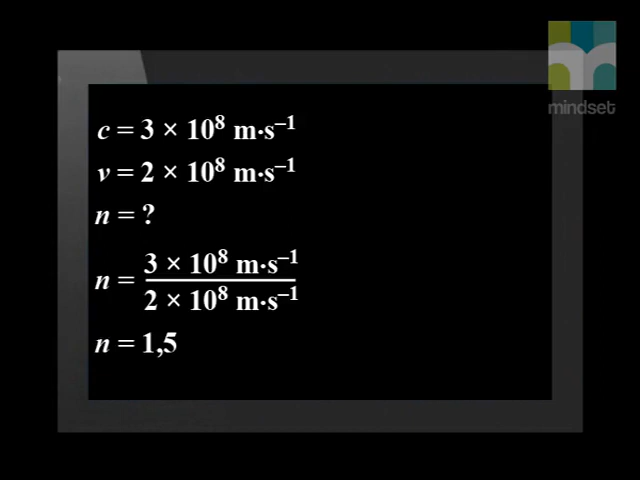 mindset
c = 3 × 10⁸ m·s⁻¹
v = 2 × 10⁸ m·s⁻¹
n = ?
n = 3 × 10⁸ m·s⁻¹
2 × 10⁸ m·s⁻¹
n = 1,5